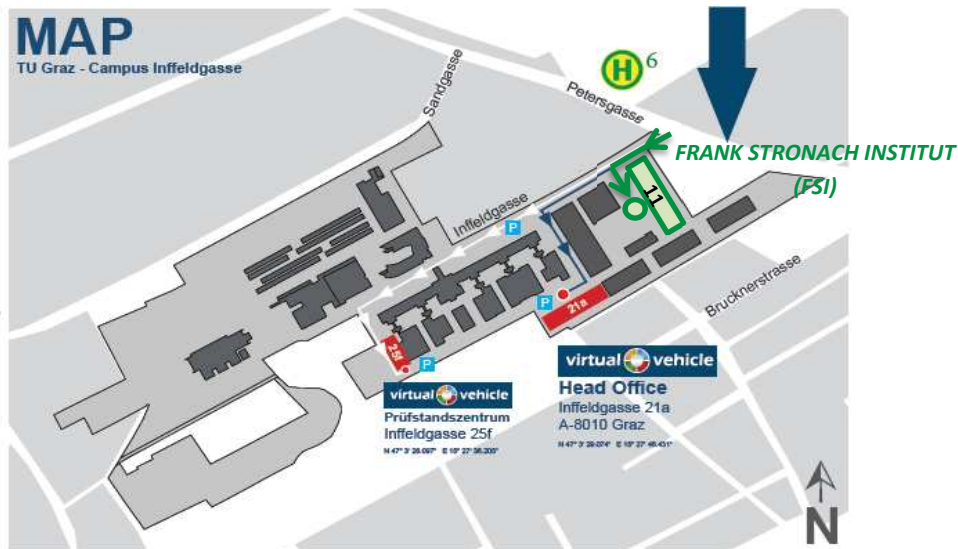 MAP
TU Graz - Campus Inffeldgasse
Sandgasse
H 6
Petersgasse
FRANK STRONACH INSTITUT
(FSI)
11
Inffeldgasse
P
P
21a
Brucknerstrasse
25f
P
virtual vehicle
Prüfstandszentrum
Inffeldgasse 25f
virtual vehicle
Head Office
Inffeldgasse 21a
A-8010 Graz
N